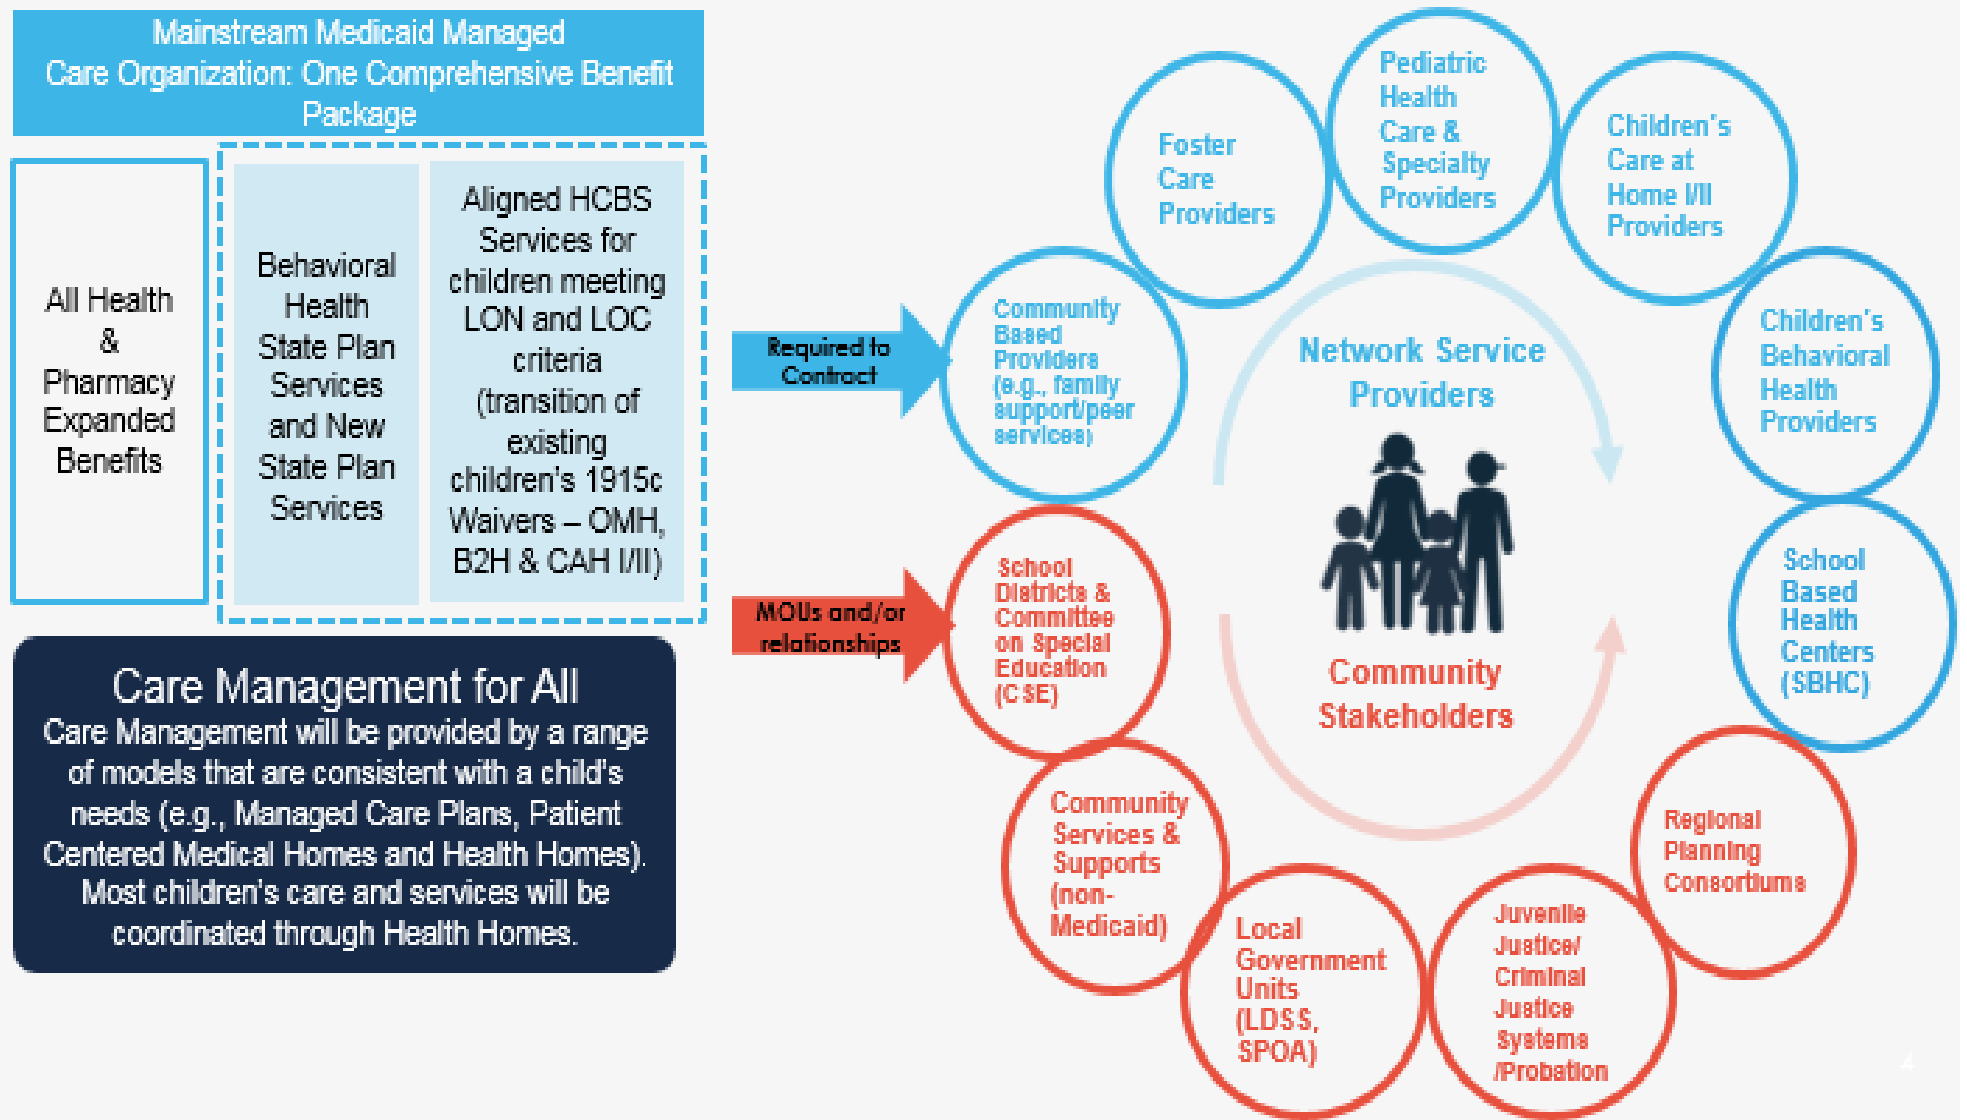 Mainstream Medicaid Managed
Care Organization: One Comprehensive Benefit
Package
All Health
&
Pharmacy
Expanded
Benefits
Behavioral
Health
State Plan
Services
and New
State Plan
Services
Aligned HCBS
Services for
children meeting
LON and LOC
criteria
(transition of
existing
children's 1915c
Waivers – OMH,
B2H & CAH I/II)
Care Management for All
Care Management will be provided by a range
of models that are consistent with a child's
needs (e.g., Managed Care Plans, Patient
Centered Medical Homes and Health Homes).
Most children's care and services will be
coordinated through Health Homes.
Required to
Contract
MOUs and/or
relationships
Community
Based
Providers
(e.g., family
support/peer
services)
Foster
Care
Providers
Pediatric
Health
Care &
Specialty
Providers
Children's
Care at
Home I/II
Providers
Children's
Behavioral
Health
Providers
School
Based
Health
Centers
(SBHC)
Network Service
Providers
Community
Stakeholders
School
Districts &
Committee
on Special
Education
(CSE)
Community
Services &
Supports
(non-
Medicaid)
Local
Government
Units
(LDSS,
SPOA)
Juvenile
Justice/
Criminal
Justice
Systems
/Probation
Regional
Planning
Consortiums
4